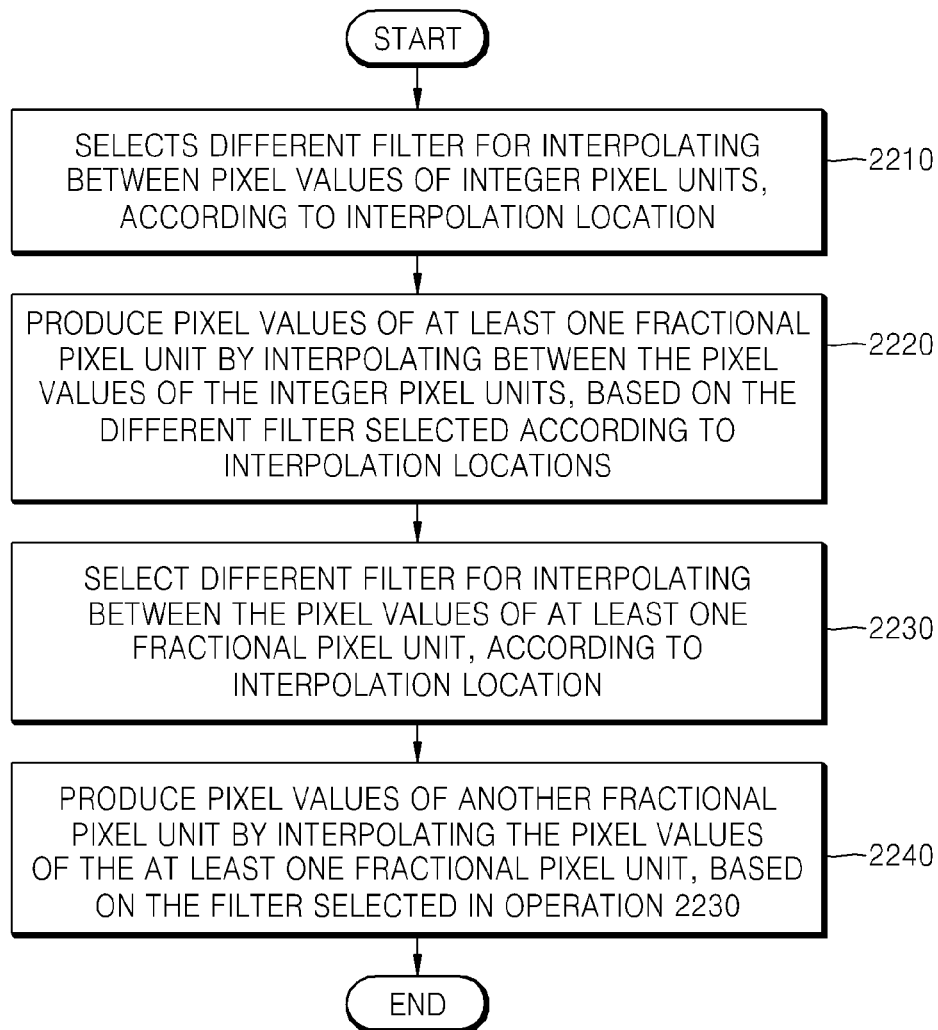 START
SELECTS DIFFERENT FILTER FOR INTERPOLATING
BETWEEN PIXEL VALUES OF INTEGER PIXEL UNITS,
ACCORDING TO INTERPOLATION LOCATION
2210
PRODUCE PIXEL VALUES OF AT LEAST ONE FRACTIONAL
PIXEL UNIT BY INTERPOLATING BETWEEN THE PIXEL
VALUES OF THE INTEGER PIXEL UNITS, BASED ON THE
DIFFERENT FILTER SELECTED ACCORDING TO
INTERPOLATION LOCATIONS
2220
SELECT DIFFERENT FILTER FOR INTERPOLATING
BETWEEN THE PIXEL VALUES OF AT LEAST ONE
FRACTIONAL PIXEL UNIT, ACCORDING TO
INTERPOLATION LOCATION
2230
PRODUCE PIXEL VALUES OF ANOTHER FRACTIONAL
PIXEL UNIT BY INTERPOLATING THE PIXEL VALUES
OF THE AT LEAST ONE FRACTIONAL PIXEL UNIT, BASED
ON THE FILTER SELECTED IN OPERATION 2230
2240
END